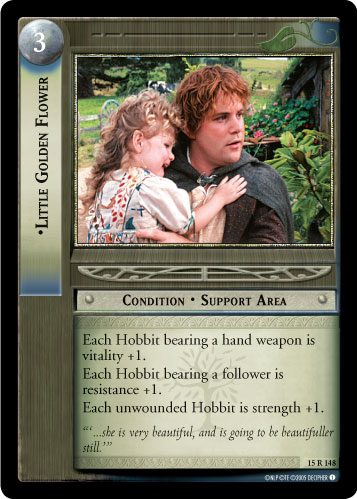 3
•Little Golden Flower
Condition • Support Area
Each Hobbit bearing a hand weapon is
vitality +1.
Each Hobbit bearing a follower is
resistance +1.
Each unwounded Hobbit is strength +1.
“‘...she is very beautiful, and is going to be beautifuller
still.’”
15 R 148
©NLP ©TE ©2005 DECIPHER